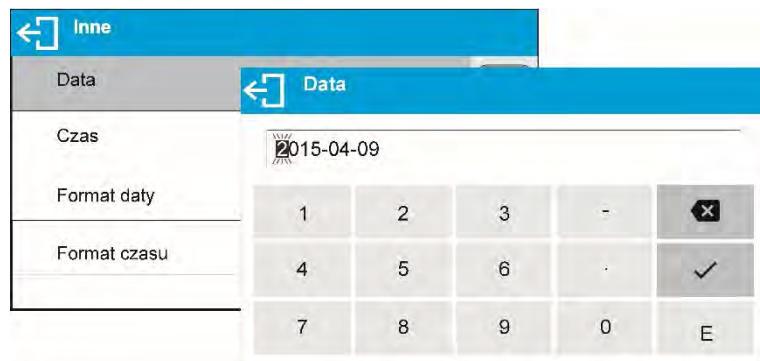 Inne
Data
Czas
Format daty
Format czasu
Data
2015-04-09
1 2 3 -
4 5 6 .
7 8 9 0 E